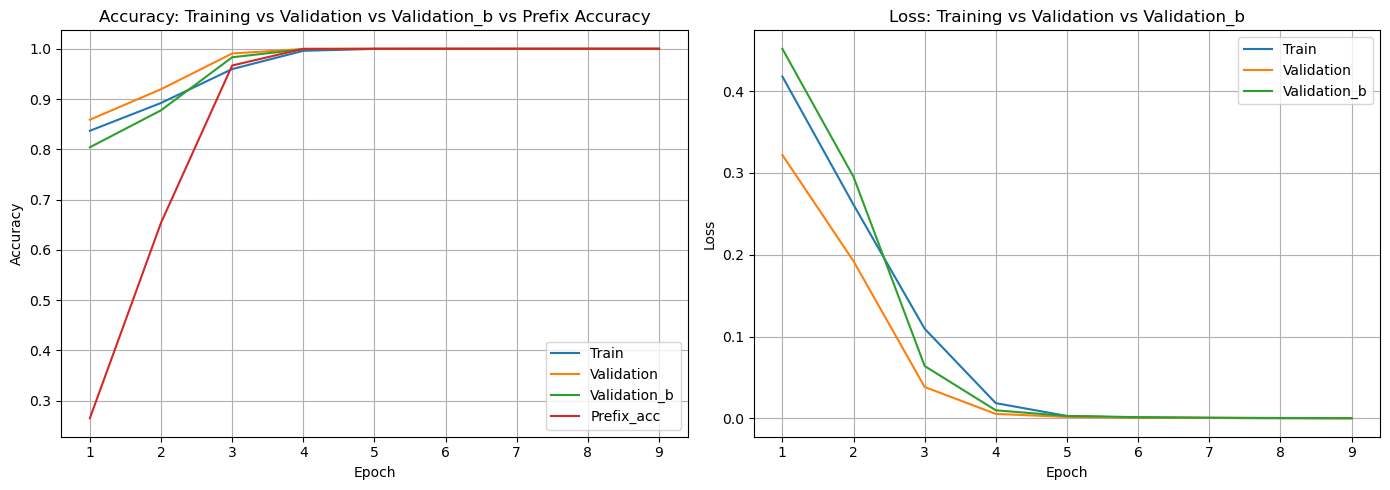 Accuracy: Training vs Validation vs Validation_b vs Prefix Accuracy
Accuracy
1.0
0.9
0.8
0.7
0.6
0.5
0.4
0.3
Train
Validation
Validation_b
Prefix_acc
1 2 3 4 5 6 7 8 9
Epoch
Loss: Training vs Validation vs Validation_b
Loss
0.4
0.3
0.2
0.1
0.0
Train
Validation
Validation_b
1 2 3 4 5 6 7 8 9
Epoch